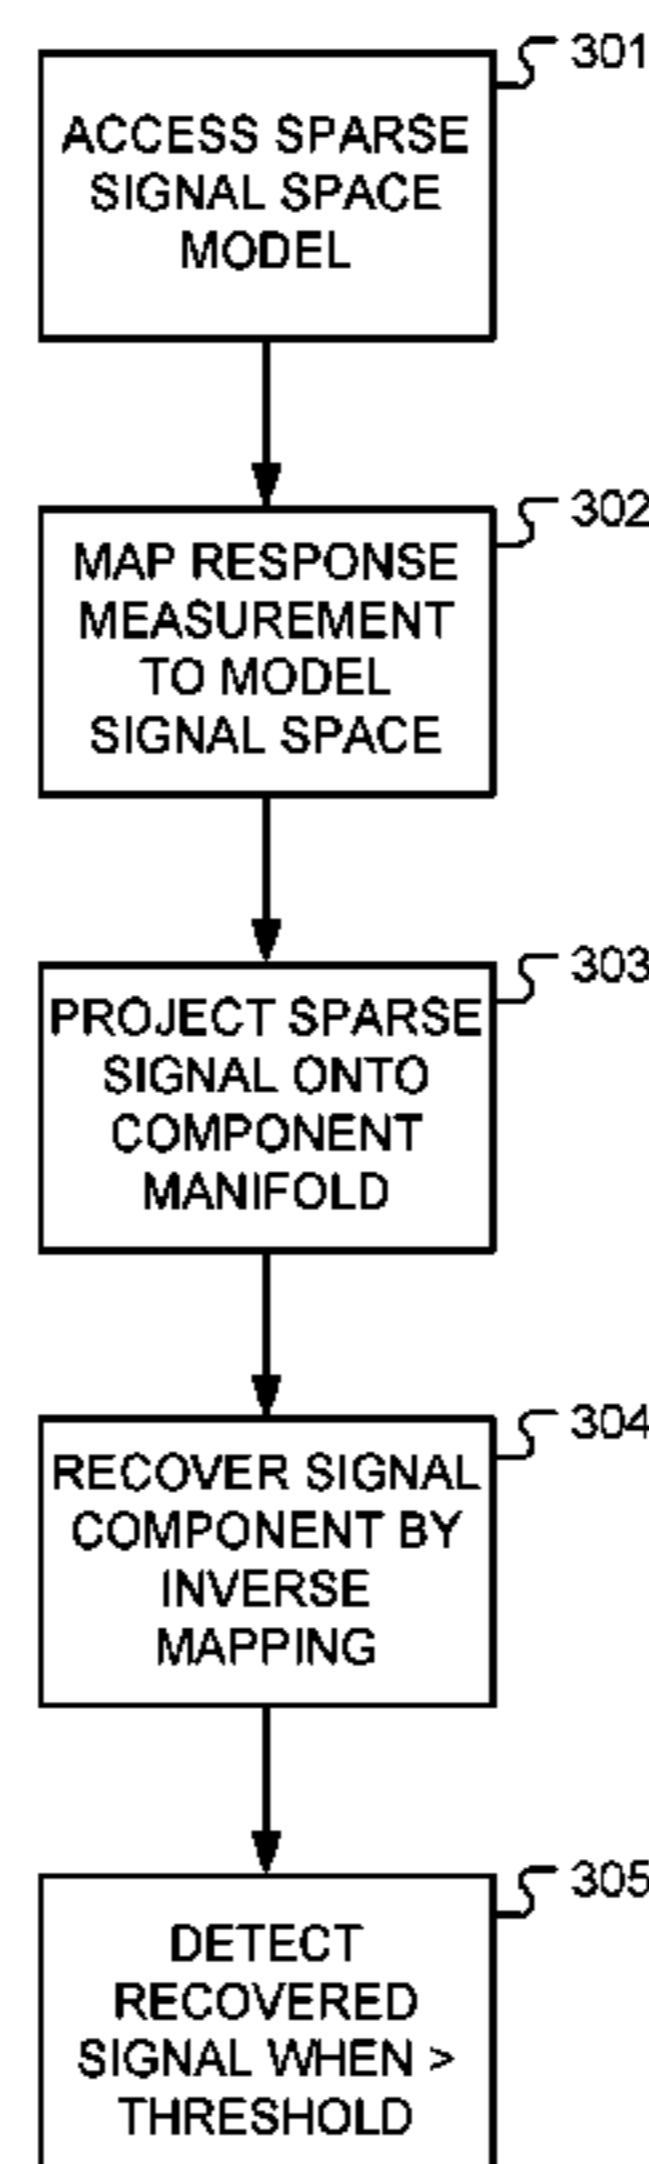 301
ACCESS SPARSE
SIGNAL SPACE
MODEL
302
MAP RESPONSE
MEASUREMENT
TO MODEL
SIGNAL SPACE
303
PROJECT SPARSE
SIGNAL ONTO
COMPONENT
MANIFOLD
304
RECOVER SIGNAL
COMPONENT BY
INVERSE
MAPPING
305
DETECT
RECOVERED
SIGNAL WHEN >
THRESHOLD